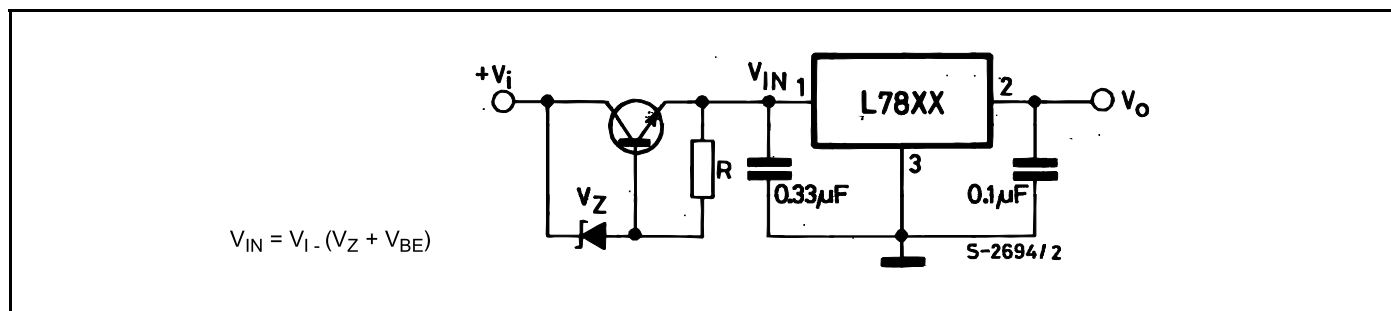 +Vi
VIN 1
L78XX
2
Vo
3
R
0.33µF
0.1µF
VZ
VIN = VI - (VZ + VBE)
S-2694/2